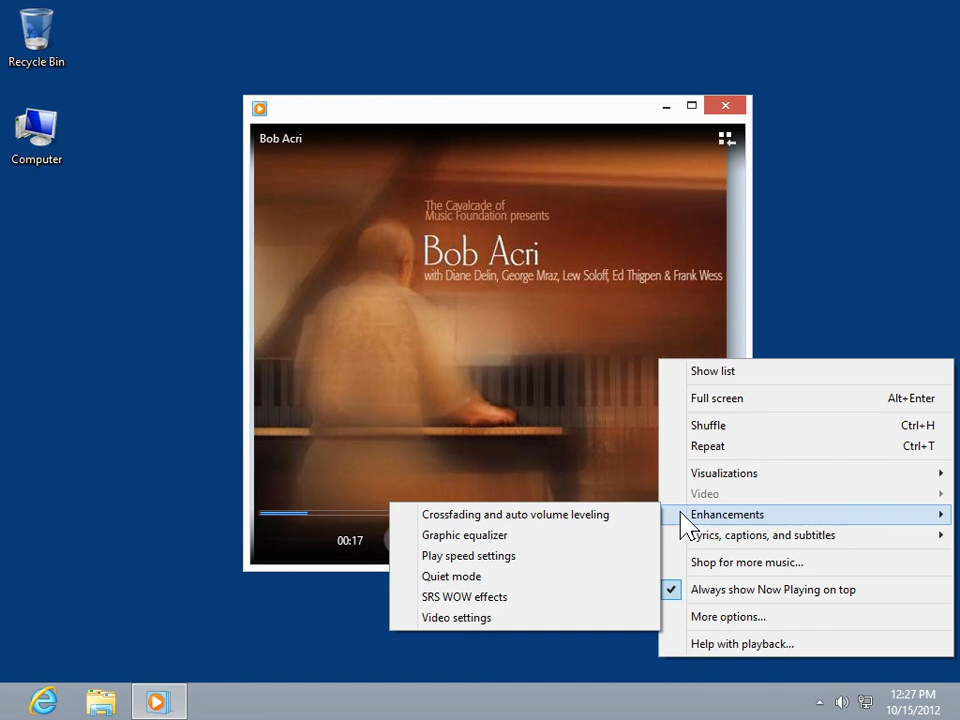 Recycle Bin
Computer
Bob Acri
The Cavalcade of
Music Foundation presents
Bob Acri
with Diane Delin, George Mraz, Lew Soloff, Ed Thigpen & Frank Wess
00:17
Show list
Full screen Alt+Enter
Shuffle Ctrl+H
Repeat Ctrl+T
Visualizations
Video
Enhancements
Lyrics, captions, and subtitles
Shop for more music...
Always show Now Playing on top
More options...
Help with playback...
Crossfading and auto volume leveling
Graphic equalizer
Play speed settings
Quiet mode
SRS WOW effects
Video settings
12:27 PM
10/15/2012